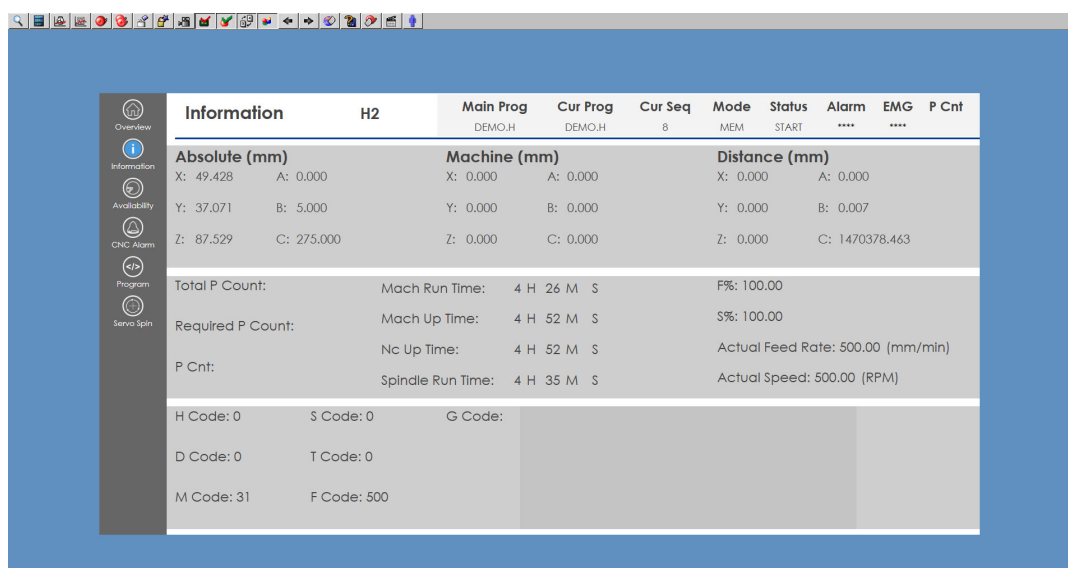 Overview
Information
Availability
CNC Alarm
</>
Program
Servo Spin
Information H2
Main Prog Cur Prog Cur Seq Mode Status Alarm EMG P Cnt
DEMO.H DEMO.H 8 MEM START **** ****
Absolute (mm) Machine (mm) Distance (mm)
X: 49.428 A: 0.000 X: 0.000 A: 0.000 X: 0.000 A: 0.000
Y: 37.071 B: 5.000 Y: 0.000 B: 0.000 Y: 0.000 B: 0.007
Z: 87.529 C: 275.000 Z: 0.000 C: 0.000 Z: 0.000 C: 1470378.463
Total P Count:
Required P Count:
P Cnt:
Mach Run Time: 4 H 26 M S
Mach Up Time: 4 H 52 M S
Nc Up Time: 4 H 52 M S
Spindle Run Time: 4 H 35 M S
F%: 100.00
S%: 100.00
Actual Feed Rate: 500.00 (mm/min)
Actual Speed: 500.00 (RPM)
H Code: 0 S Code: 0 G Code:
D Code: 0 T Code: 0
M Code: 31 F Code: 500